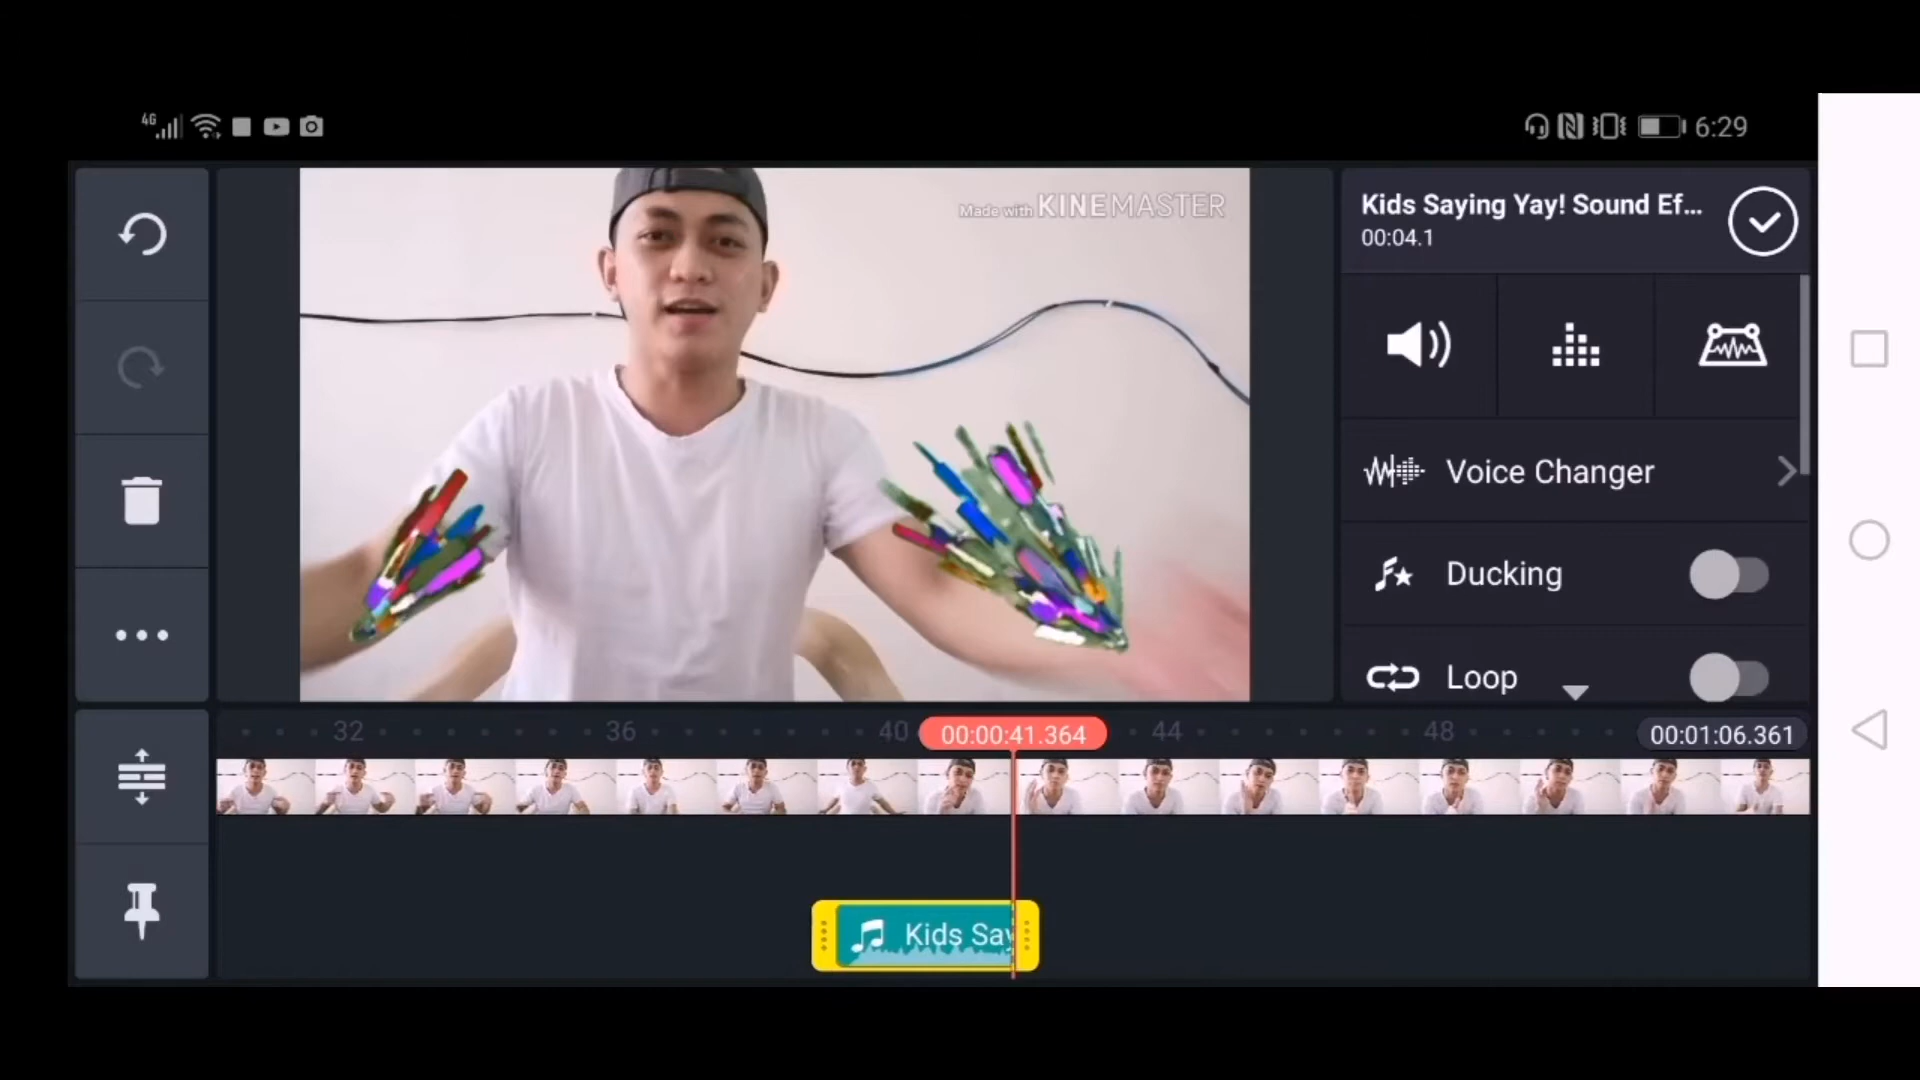 4G
6:29
Made with KINEMASTER
Kids Saying Yay! Sound Ef...
00:04.1
Voice Changer
Ducking
Loop
32
36
40
00:00:41.364
44
48
00:01:06.361
Kids Say